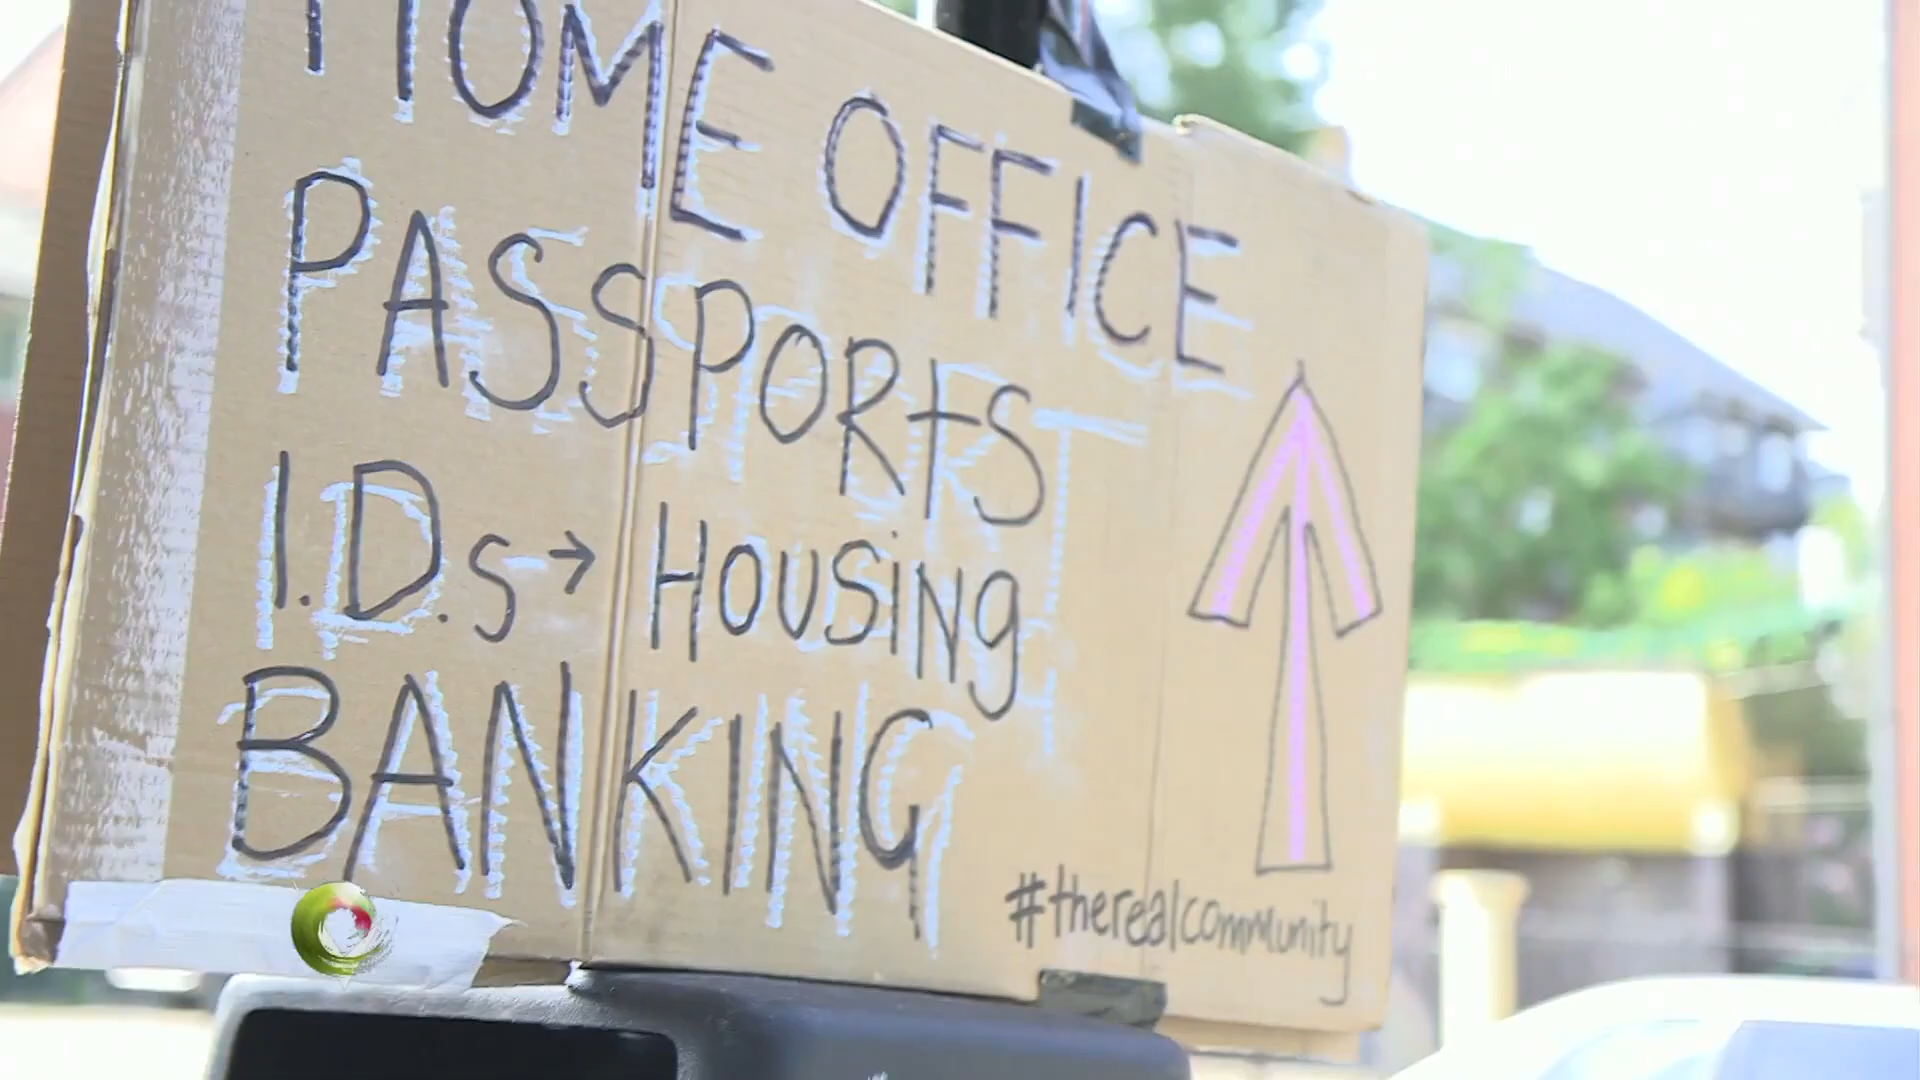 HOME OFFICE
PASSPORTS
I.D.s → HOUSING
BANKING
#therealcommunity